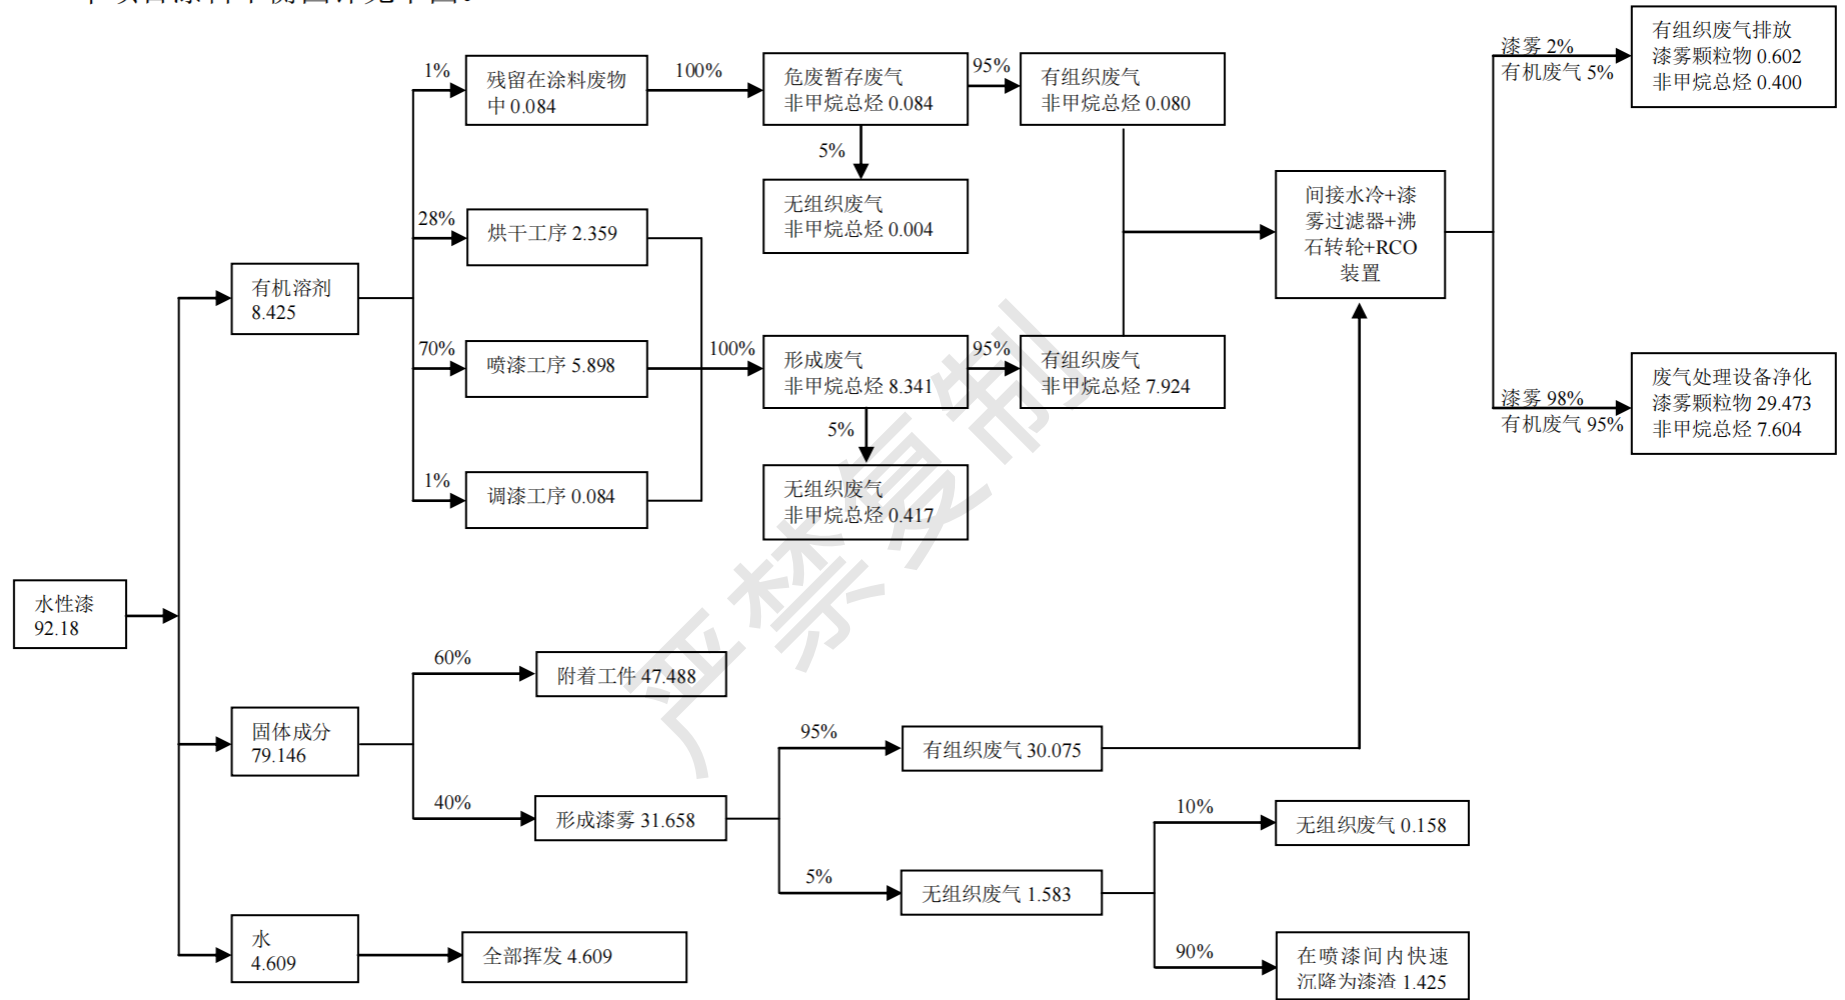 1%
残留在涂料废物
中 0.084
100%
危废暂存废气
非甲烷总烃 0.084
95%
有组织废气
非甲烷总烃 0.080
5%
无组织废气
非甲烷总烃 0.004
28%
烘干工序 2.359
有机溶剂
8.425
70%
喷漆工序 5.898
100%
形成废气
非甲烷总烃 8.341
95%
有组织废气
非甲烷总烃 7.924
5%
无组织废气
非甲烷总烃 0.417
1%
调漆工序 0.084
间接水冷+漆
雾过滤器+沸
石转轮+RCO
装置
漆雾 2%
有机废气 5%
有组织废气排放
漆雾颗粒物 0.602
非甲烷总烃 0.400
漆雾 98%
有机废气 95%
废气处理设备净化
漆雾颗粒物 29.473
非甲烷总烃 7.604
水性漆
92.18
固体成分
79.146
60%
附着工件 47.488
40%
形成漆雾 31.658
95%
有组织废气 30.075
5%
无组织废气 1.583
10%
无组织废气 0.158
90%
在喷漆间内快速
沉降为漆渣 1.425
水
4.609
全部挥发 4.609
严禁复制